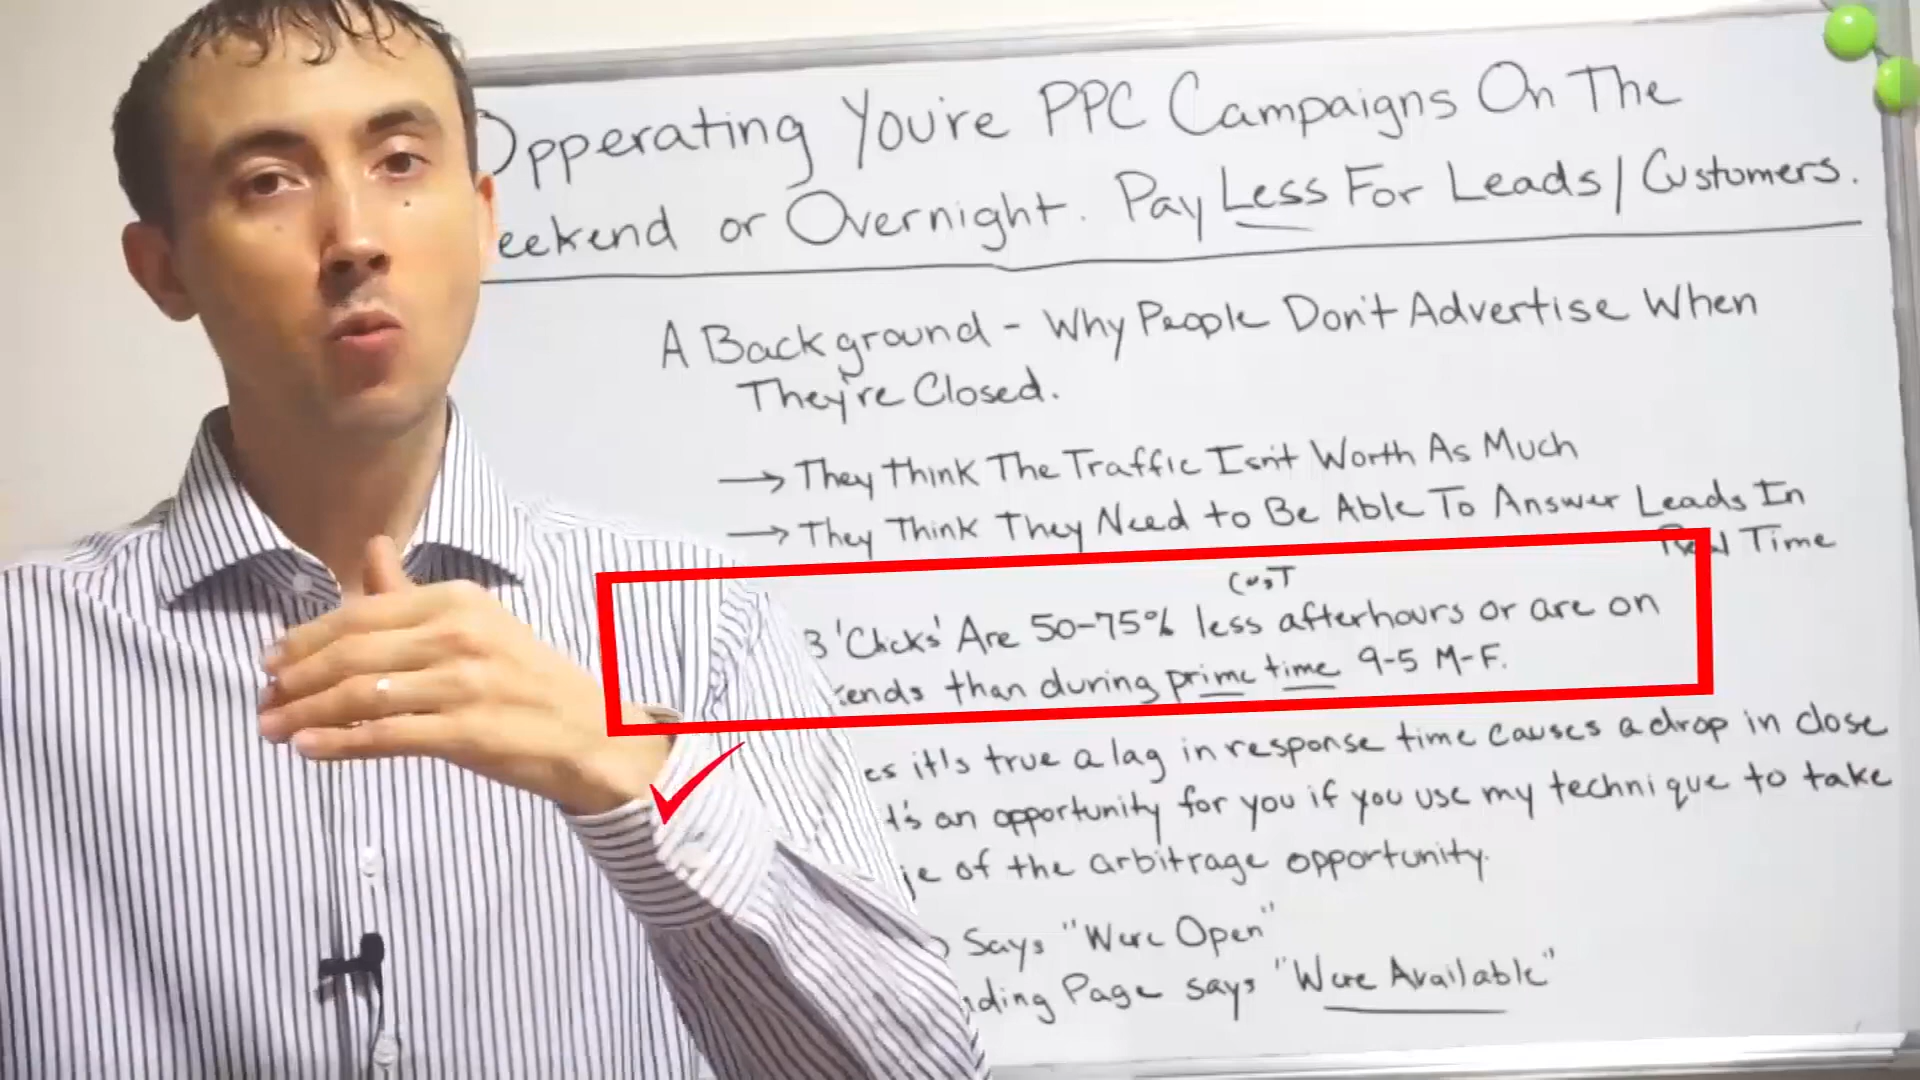 Opperating You're PPC Campaigns On The
eekend or Overnight. Pay Less For Leads/Customers.
A Background - Why People Don't Advertise When
They're Closed.
→ They Think The Traffic Isn't Worth As Much
→ They Think They Need to Be Able To Answer Leads In
Real Time
cost
'Clicks' Are 50-75% less afterhours or are on
ends than during prime time 9-5 M-F.
es it's true a lag in response time causes a drop in close
it's an opportunity for you if you use my technique to take
of the arbitrage opportunity.
Says "We're Open"
nding Page says "We're Available"